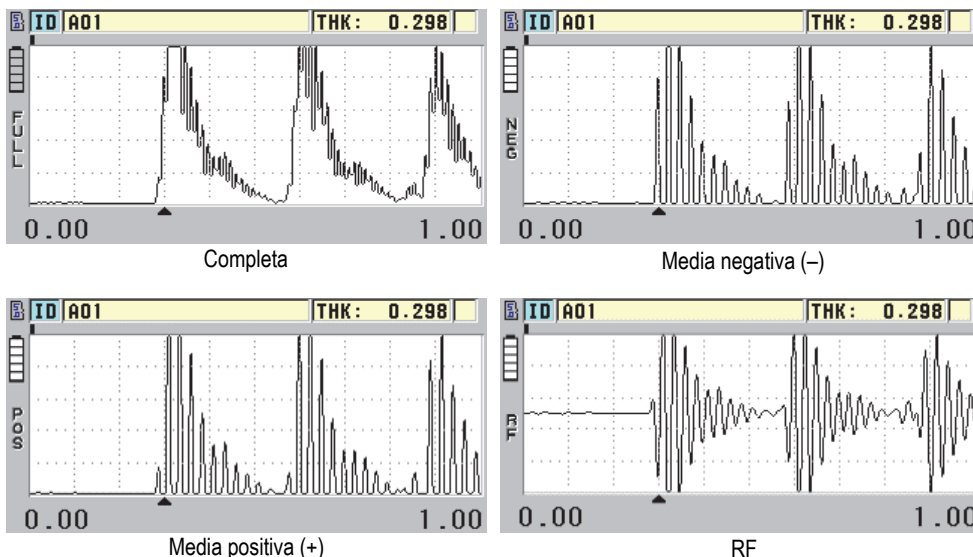 ID A01 THK: 0.298
FULL
0.00 1.00
Completa
ID A01 THK: 0.298
NEG
0.00 1.00
Media negativa (–)
ID A01 THK: 0.298
POS
0.00 1.00
Media positiva (+)
ID A01 THK: 0.298
RF
0.00 1.00
RF